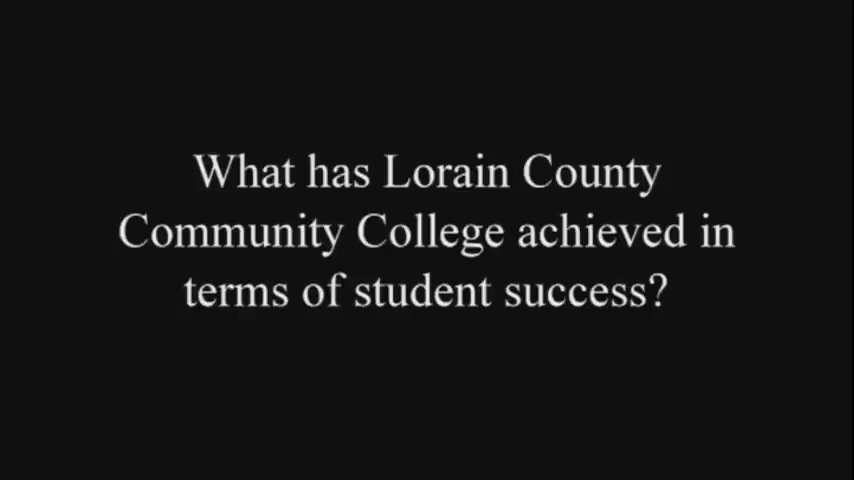 What has Lorain County
Community College achieved in
terms of student success?